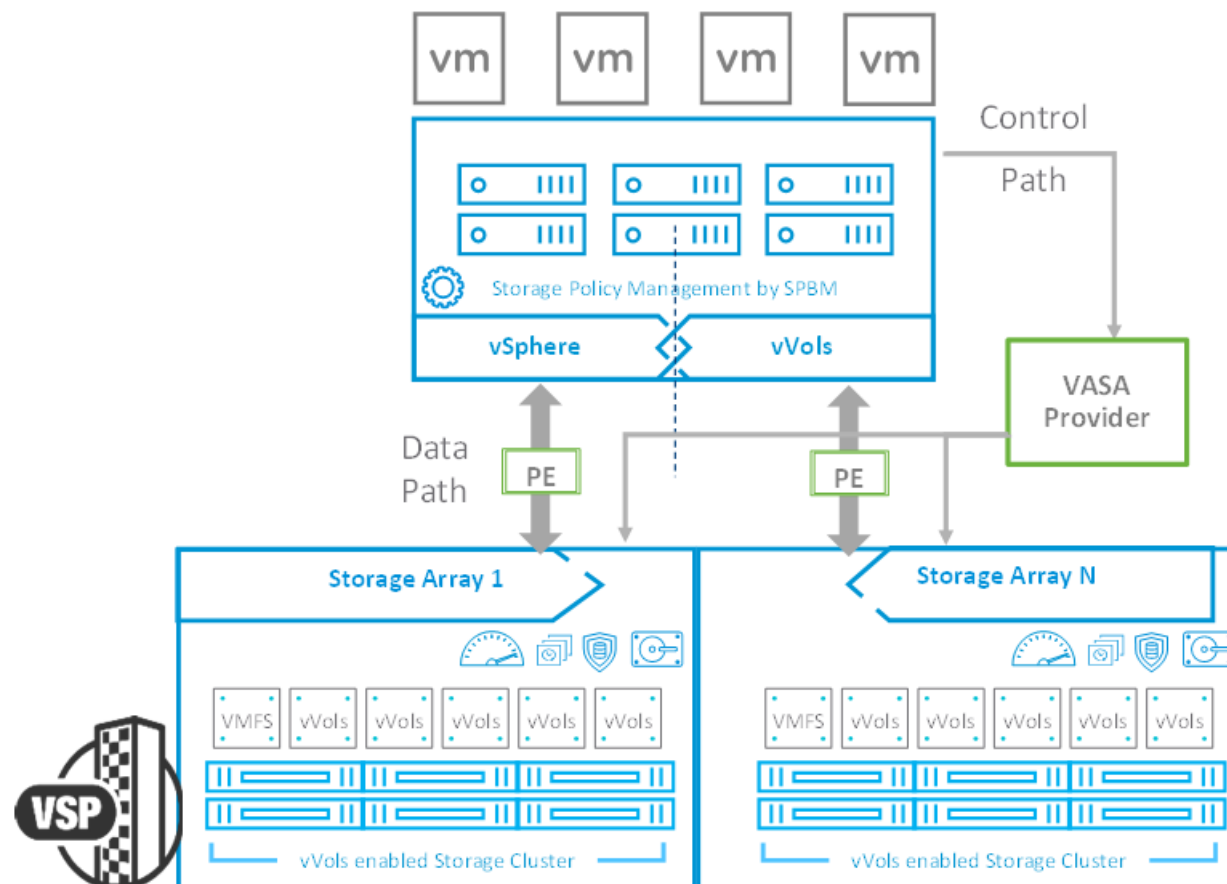 vm vm vm vm
Control
Path
Storage Policy Management by SPBM
vSphere vVols
VASA
Provider
Data
Path
PE PE
Storage Array 1
Storage Array N
VMFS vVols vVols vVols vVols vVols
VMFS vVols vVols vVols vVols vVols
VSP
vVols enabled Storage Cluster
vVols enabled Storage Cluster